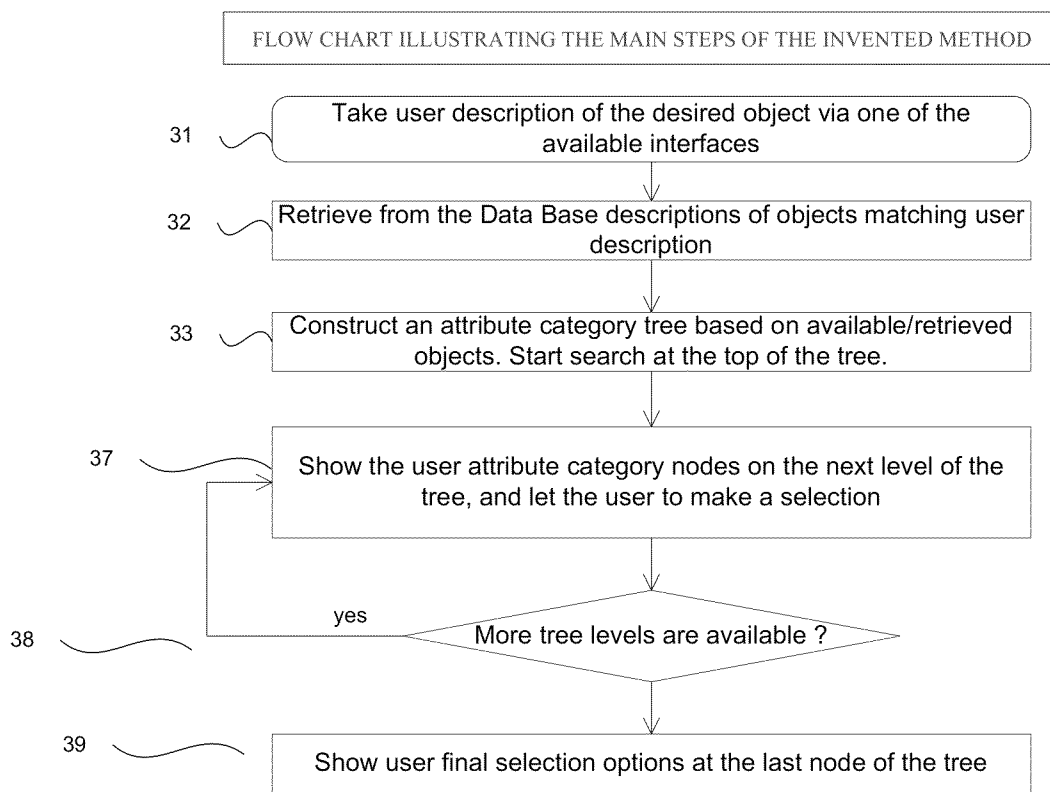 FLOW CHART ILLUSTRATING THE MAIN STEPS OF THE INVENTED METHOD
31
Take user description of the desired object via one of the
available interfaces
32
Retrieve from the Data Base descriptions of objects matching user
description
33
Construct an attribute category tree based on available/retrieved
objects. Start search at the top of the tree.
37
Show the user attribute category nodes on the next level of the
tree, and let the user to make a selection
yes
38
More tree levels are available ?
39
Show user final selection options at the last node of the tree